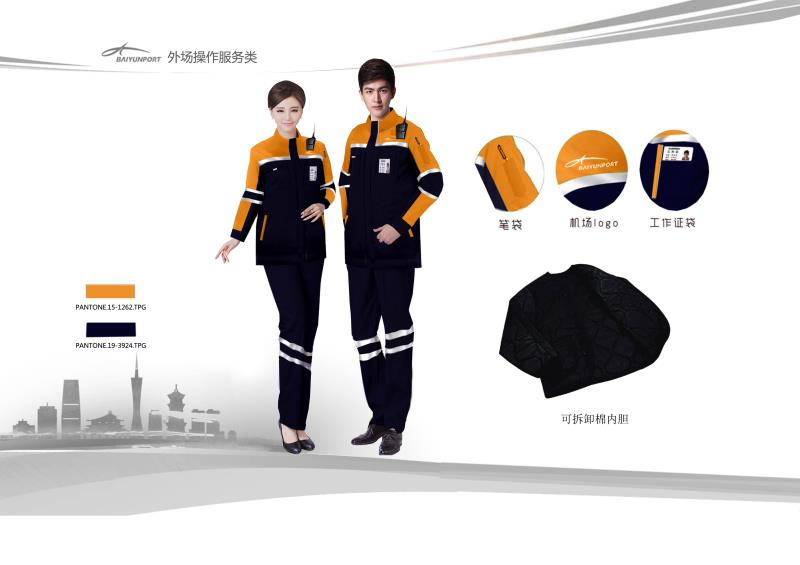 BAIYUNPORT 外场操作服务类
BAIYUNPORT
笔袋
机场logo
工作证袋
PANTONE.15-1262.TPG
PANTONE.19-3924.TPG
可拆卸棉内胆